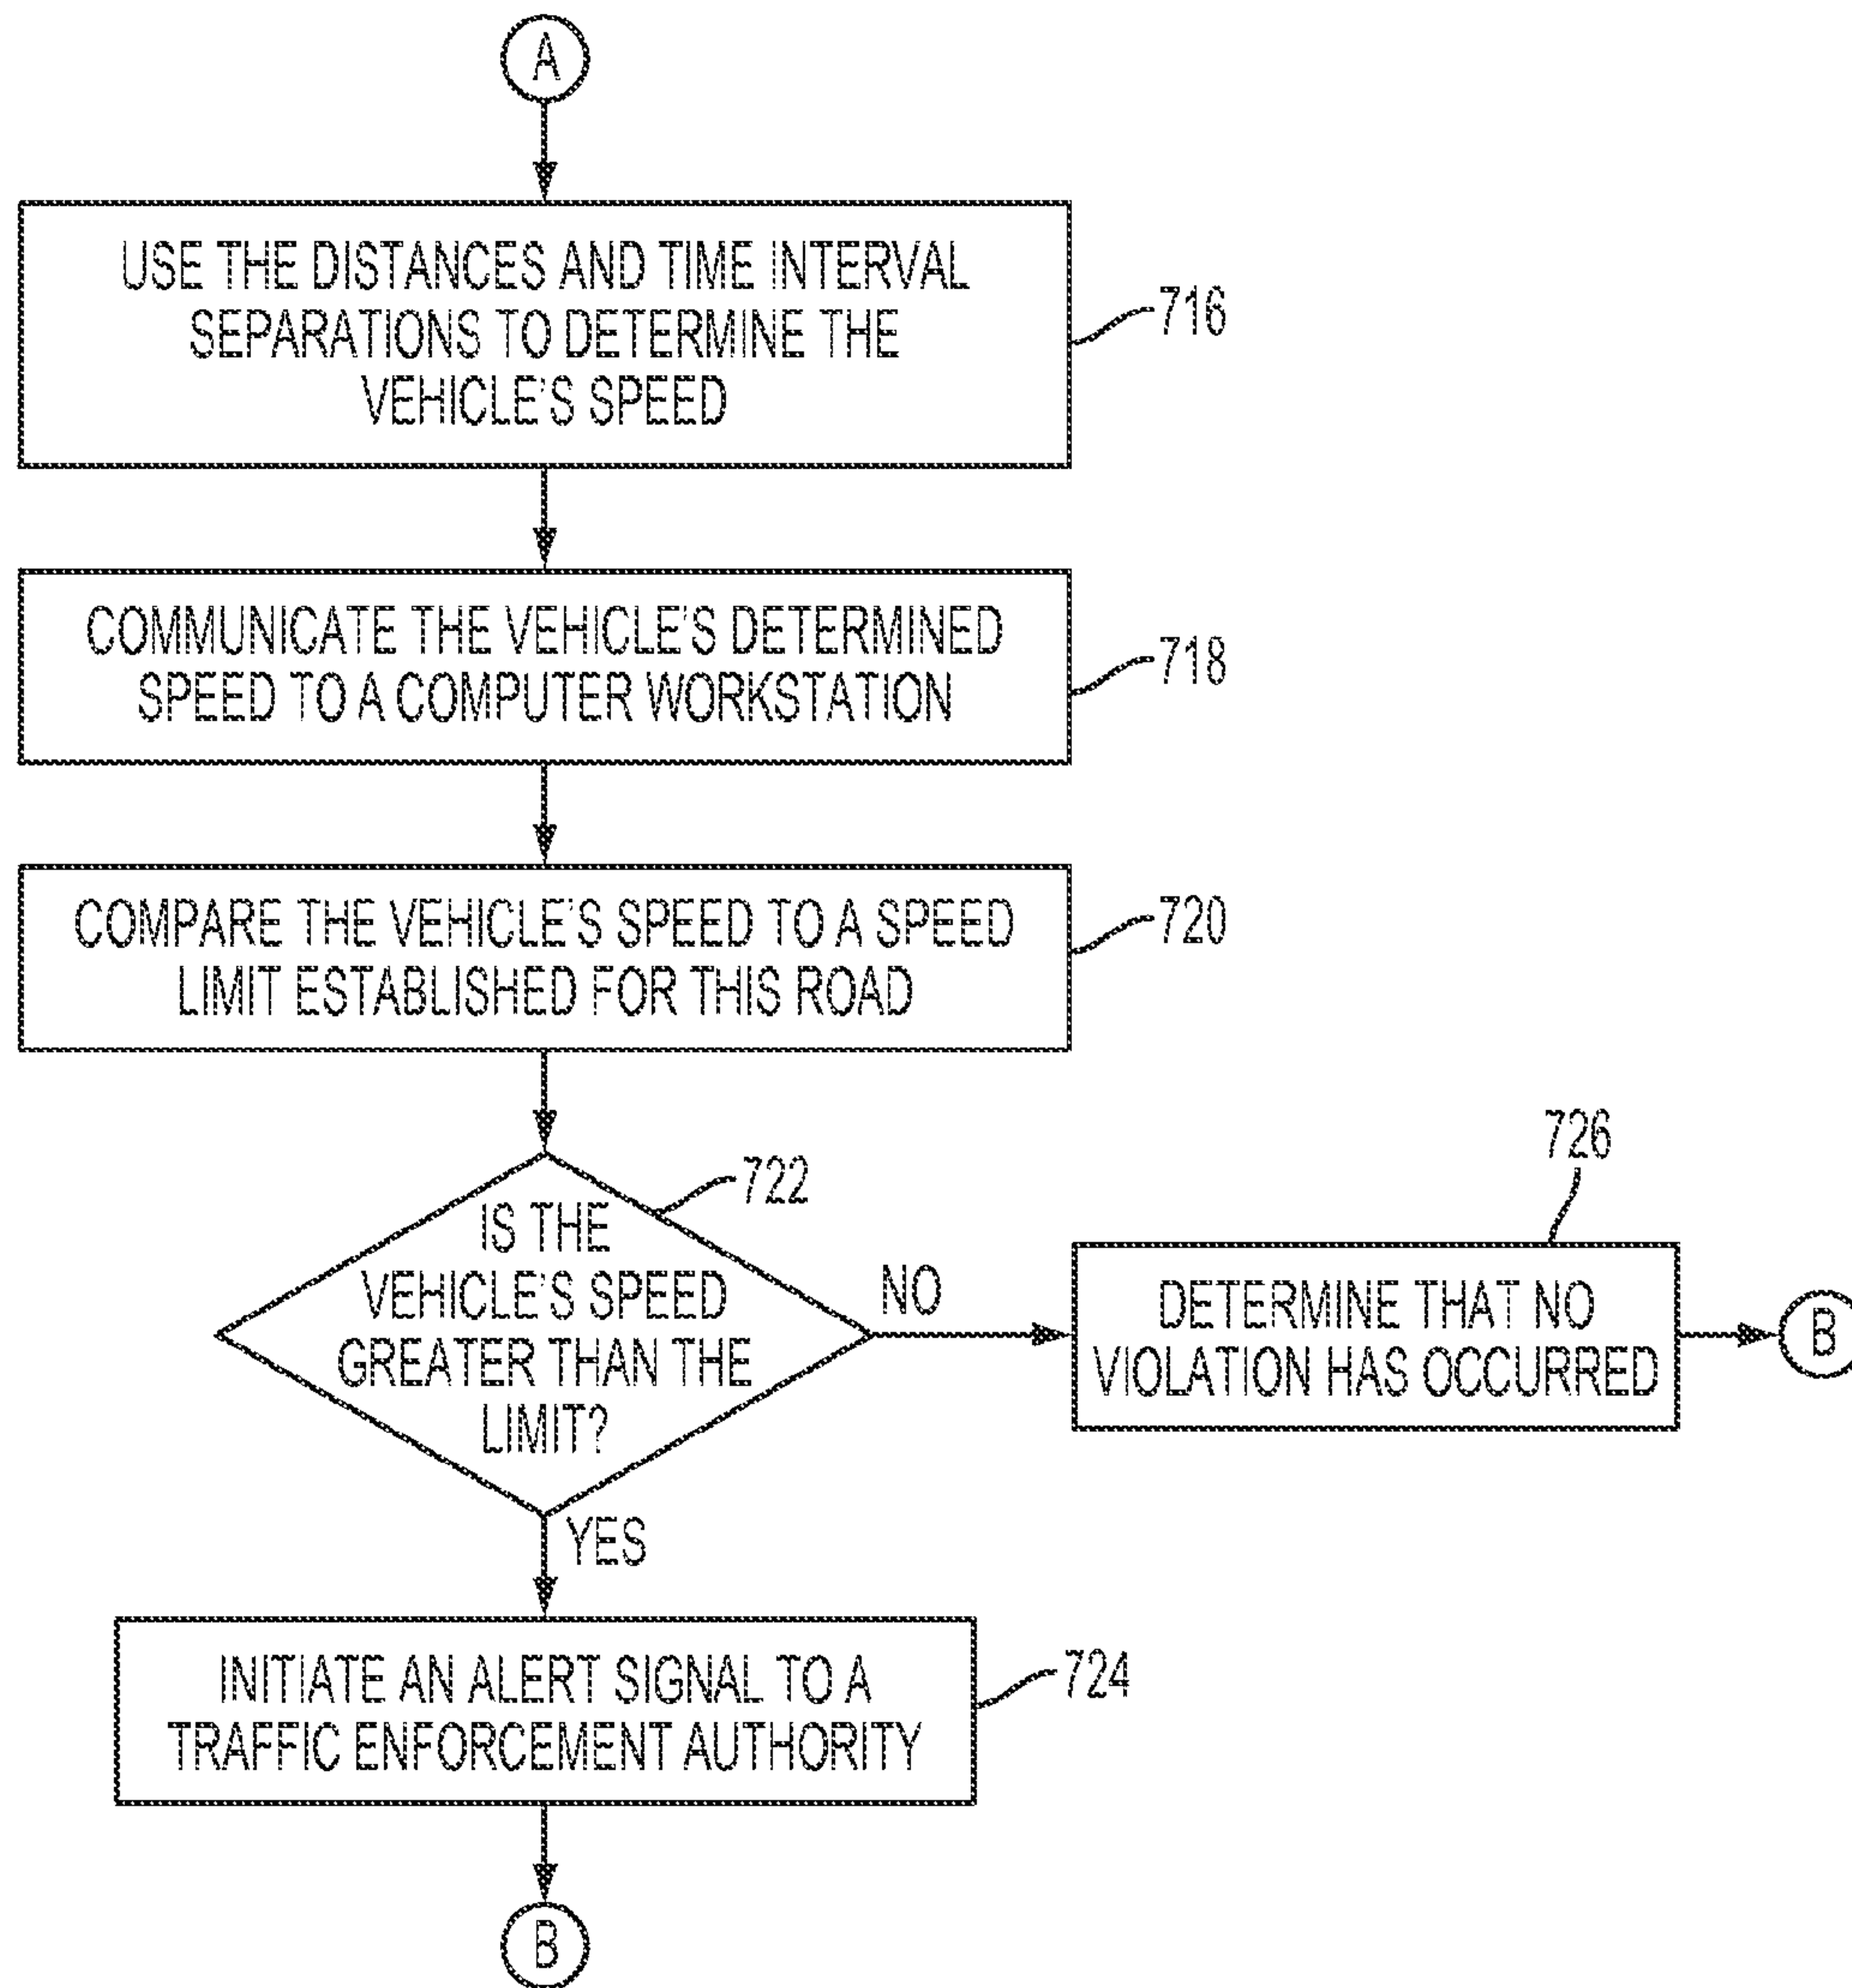 A
USE THE DISTANCES AND TIME INTERVAL
SEPARATIONS TO DETERMINE THE
VEHICLE'S SPEED
716
COMMUNICATE THE VEHICLE'S DETERMINED
SPEED TO A COMPUTER WORKSTATION
718
COMPARE THE VEHICLE'S SPEED TO A SPEED
LIMIT ESTABLISHED FOR THIS ROAD
720
IS THE
VEHICLE'S SPEED
GREATER THAN THE
LIMIT?
722
NO
726
DETERMINE THAT NO
VIOLATION HAS OCCURRED
B
YES
INITIATE AN ALERT SIGNAL TO A
TRAFFIC ENFORCEMENT AUTHORITY
724
B